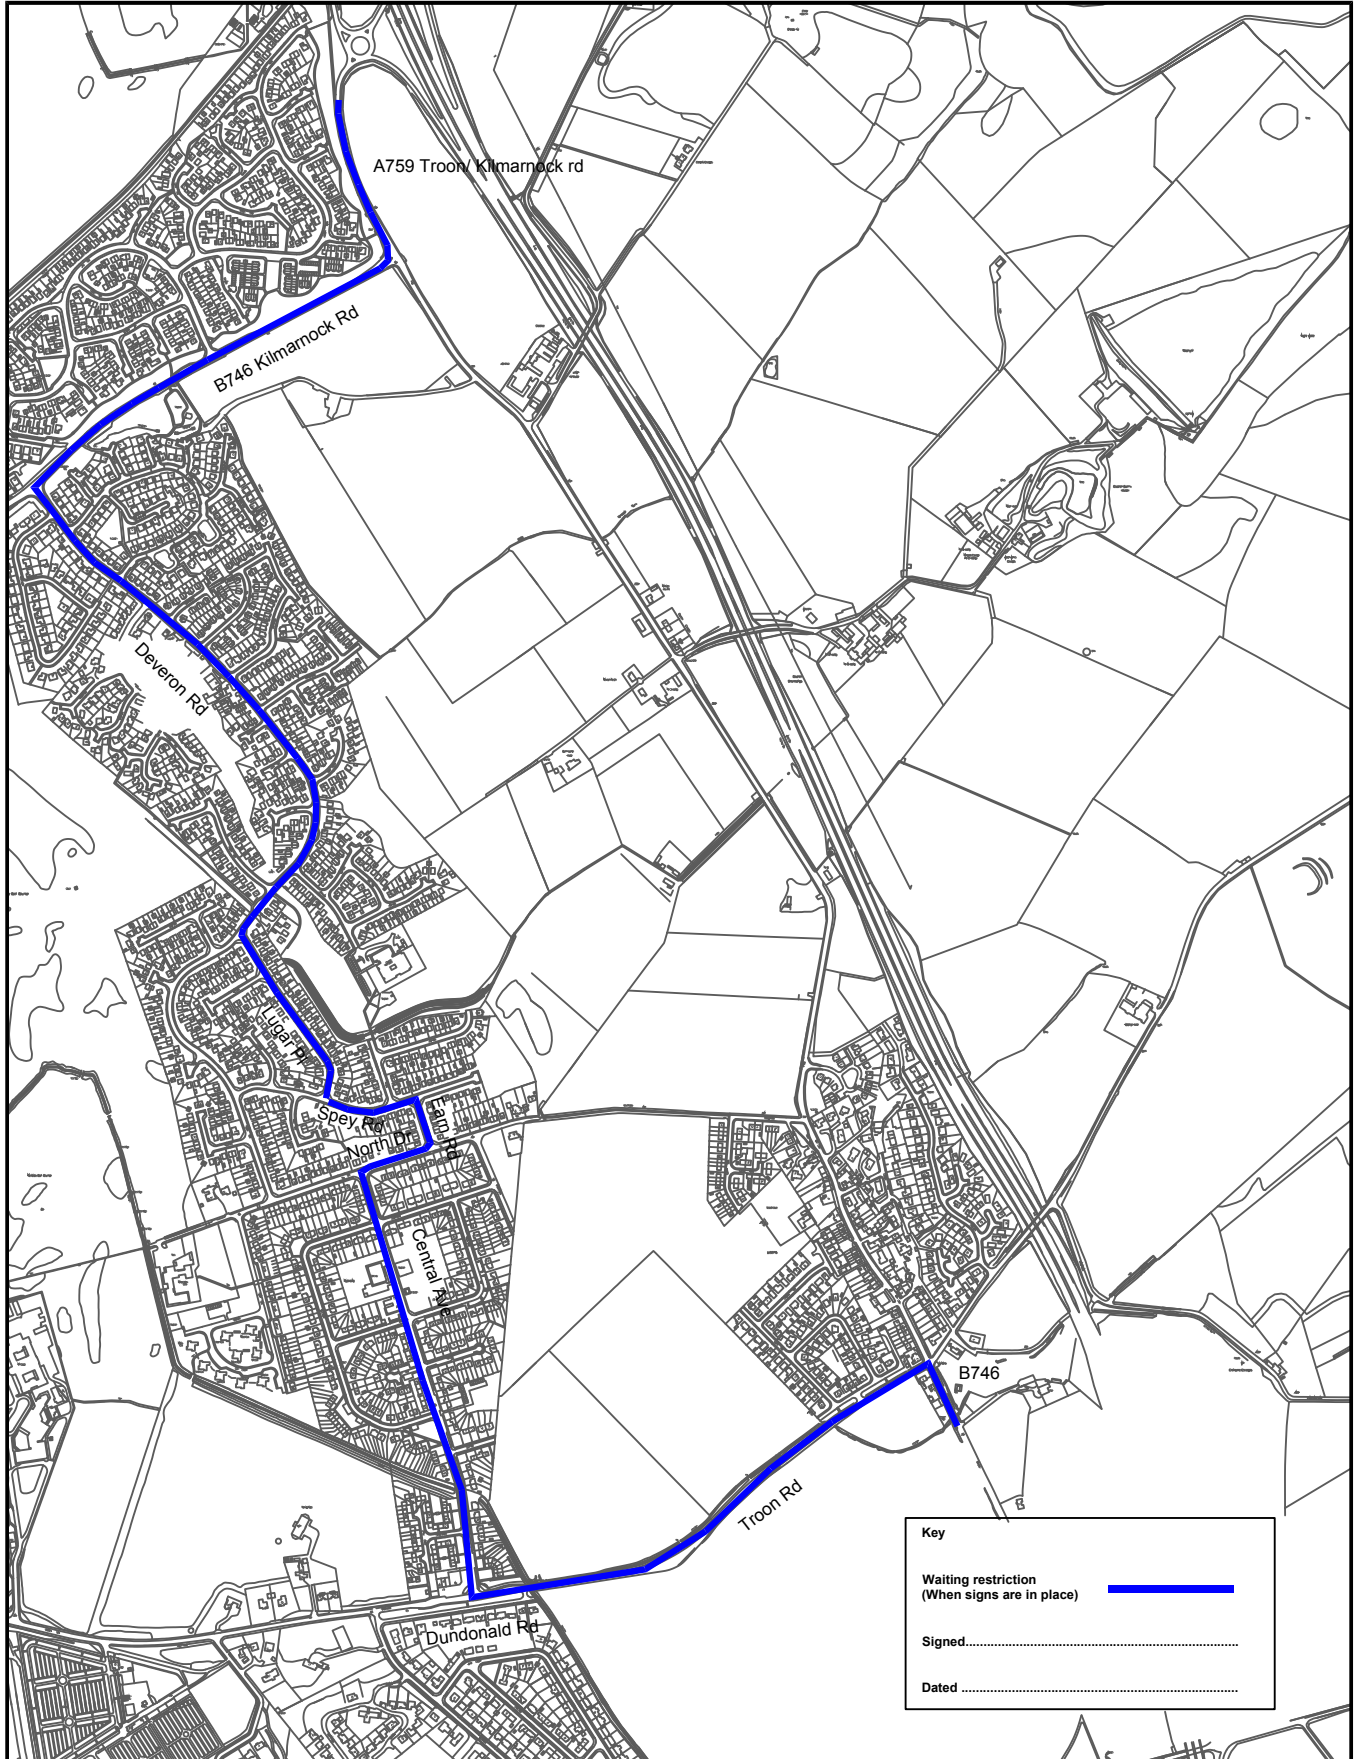 A759 Troon/ Kilmarnock rd
B746 Kilmarnock Rd
Deveron Rd
Lugar Pl
Spey Rd
Earn Rd
North Dr
Central Ave
B746
Troon Rd
Dundonald Rd
Key
Waiting restriction
(When signs are in place)
Signed................................................................................
Dated ................................................................................